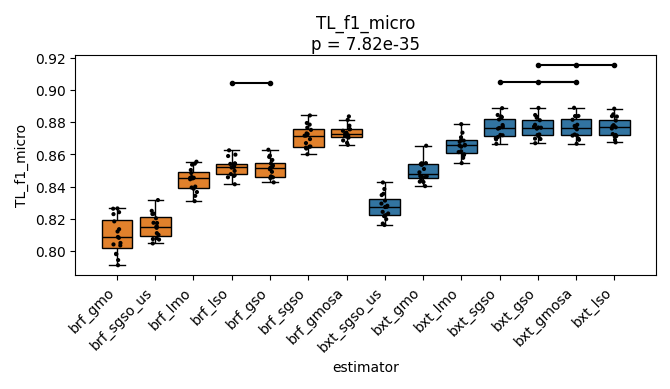 TL_f1_micro
p = 7.82e-35
TL_f1_micro
0.92
0.90
0.88
0.86
0.84
0.82
0.80
brf_gmo
brf_sgso_us
brf_lmo
brf_lso
brf_gso
brf_sgso
brf_gmosa
bxt_sgso_us
bxt_gmo
bxt_lmo
bxt_sgso
bxt_gso
bxt_gmosa
bxt_lso
estimator